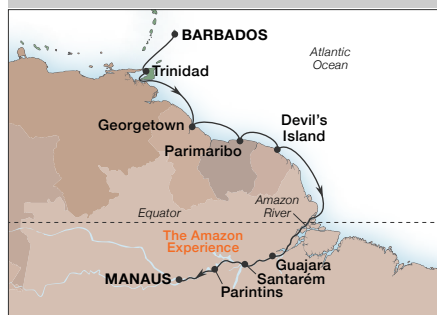 BARBADOS
Atlantic
Ocean
Trinidad
Devil's
Island
Georgetown
Parimaribo
Amazon
River
Equator
The Amazon
Experience
Guajara
MANAUS
Santarém
Parintins